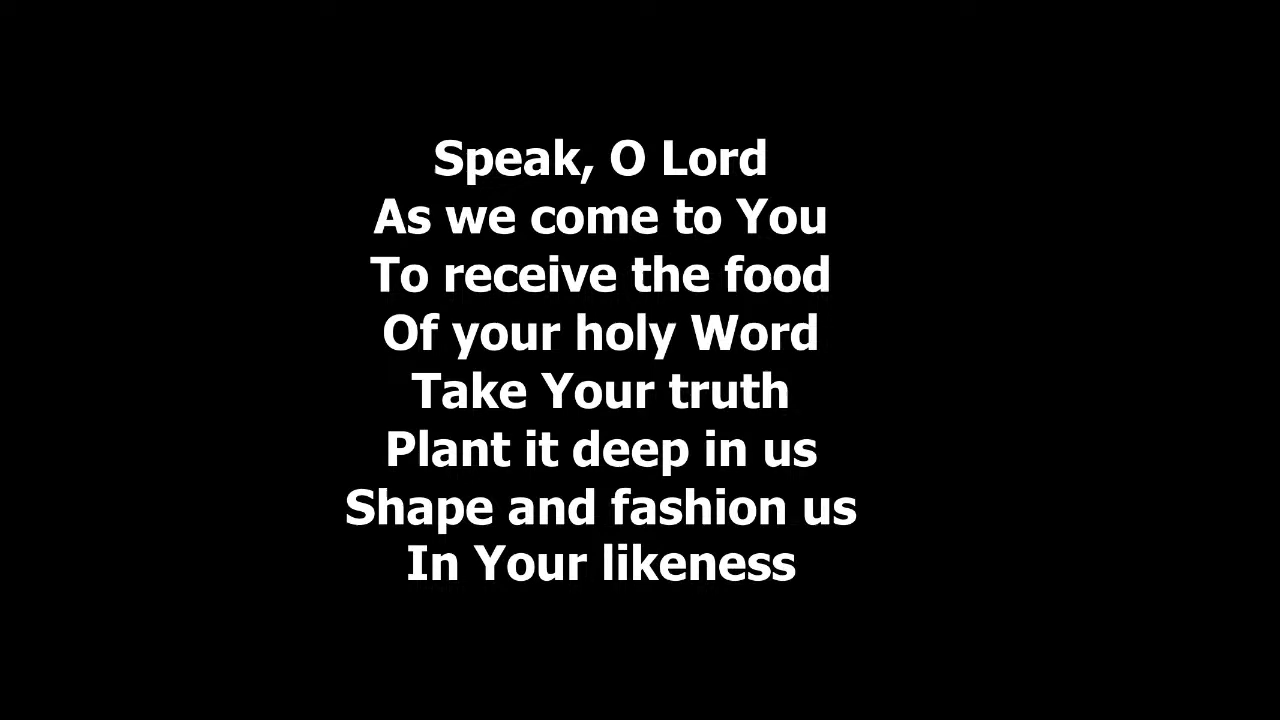 Speak, O Lord
As we come to You
To receive the food
Of your holy Word
Take Your truth
Plant it deep in us
Shape and fashion us
In Your likeness